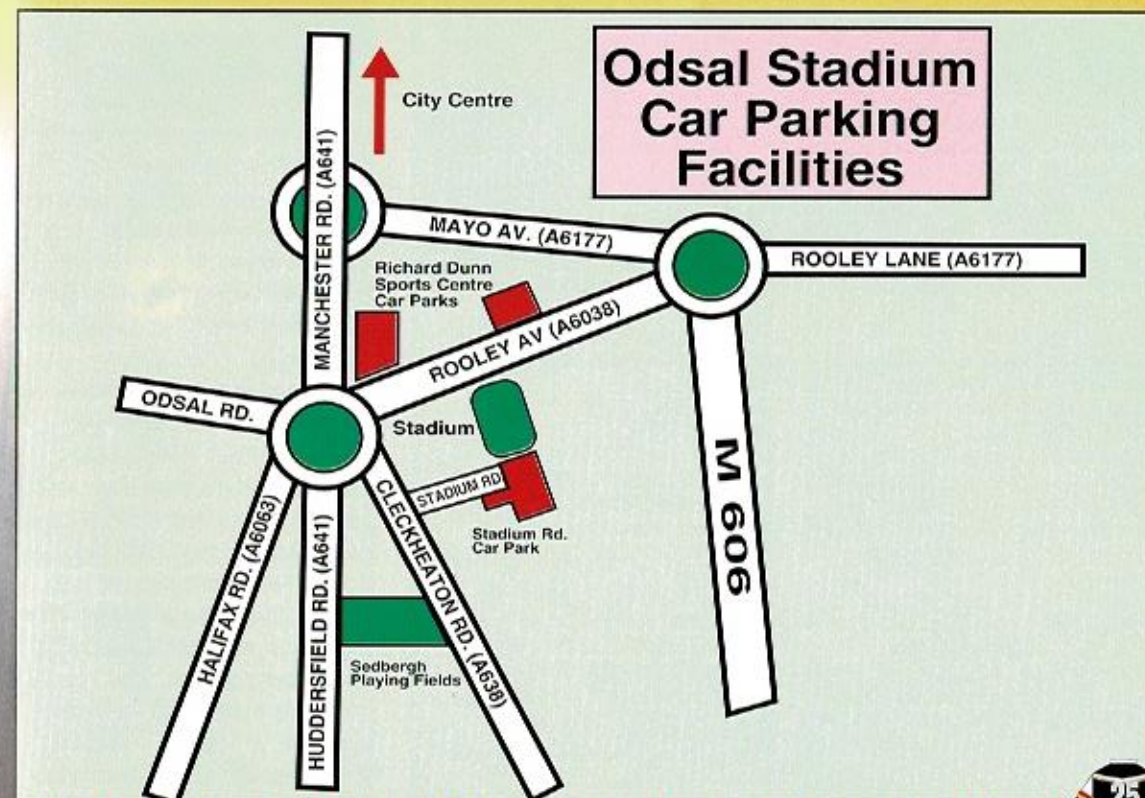 Odsal Stadium
Car Parking
Facilities
City Centre
MANCHESTER RD. (A641)
MAYO AV. (A6177)
ROOLEY LANE (A6177)
Richard Dunn
Sports Centre
Car Parks
ROOLEY AV (A6038)
ODSAL RD.
Stadium
STADIUM RD
Stadium Rd.
Car Park
M 606
CLECKHEATON RD. (A638)
HALIFAX RD. (A6063)
HUDDERSFIELD RD. (A641)
Sedbergh
Playing Fields
25